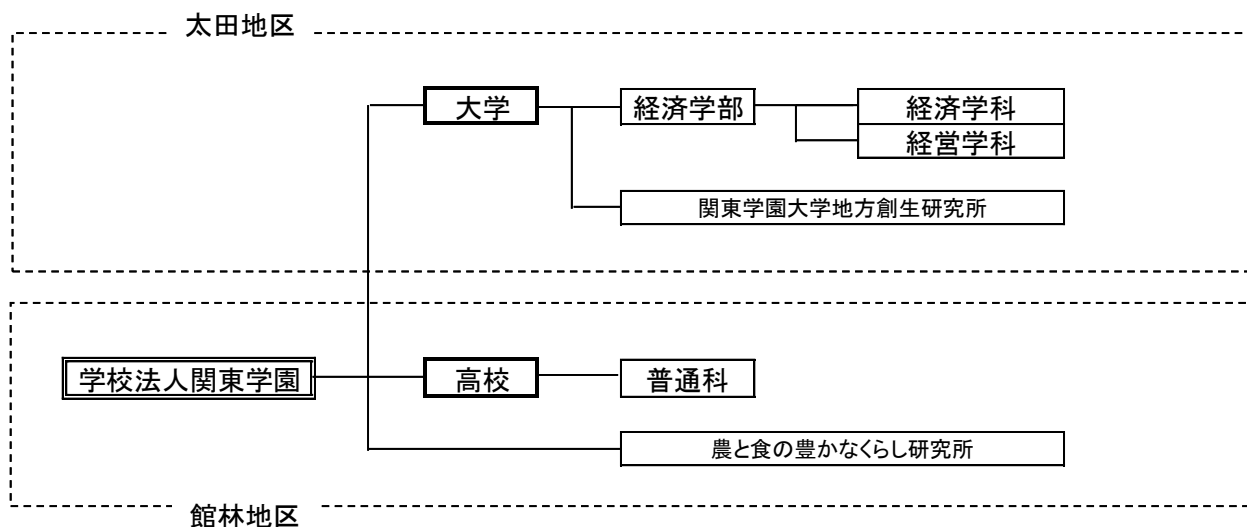 太田地区
大学
経済学部
経済学科
経営学科
関東学園大学地方創生研究所
学校法人関東学園
高校
普通科
農と食の豊かなくらし研究所
館林地区